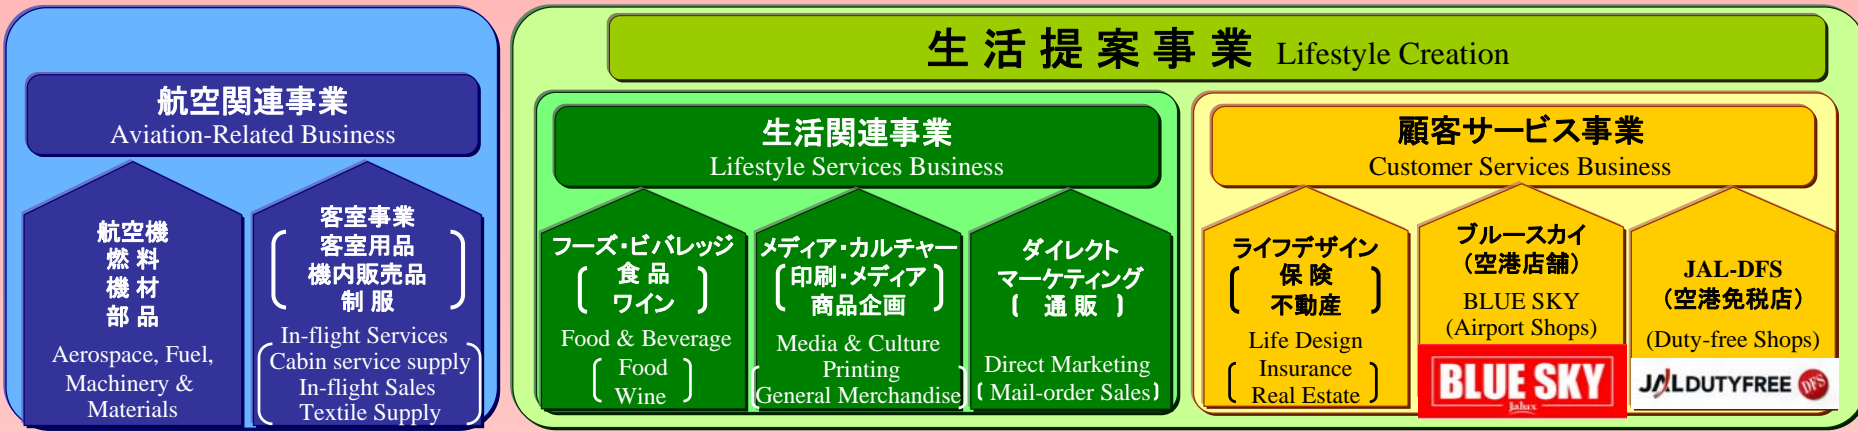 航空関連事業
Aviation-Related Business
航空機
燃料
機材
部品
Aerospace, Fuel,
Machinery &
Materials
客室事業
客室用品
機内販売品
制服
In-flight Services
Cabin service supply
In-flight Sales
Textile Supply
生活提案事業 Lifestyle Creation
生活関連事業
Lifestyle Services Business
フーズ・ビバレッジ
食品
ワイン
Food & Beverage
Food
Wine
メディア・カルチャー
印刷・メディア
商品企画
Media & Culture
Printing
General Merchandise
ダイレクト
マーケティング
通販
Direct Marketing
Mail-order Sales
顧客サービス事業
Customer Services Business
ライフデザイン
保険
不動産
Life Design
Insurance
Real Estate
ブルースカイ
（空港店舗）
BLUE SKY
(Airport Shops)
BLUE SKY
Jalux
JAL-DFS
（空港免税店）
(Duty-free Shops)
JAL DUTYFREE DFS